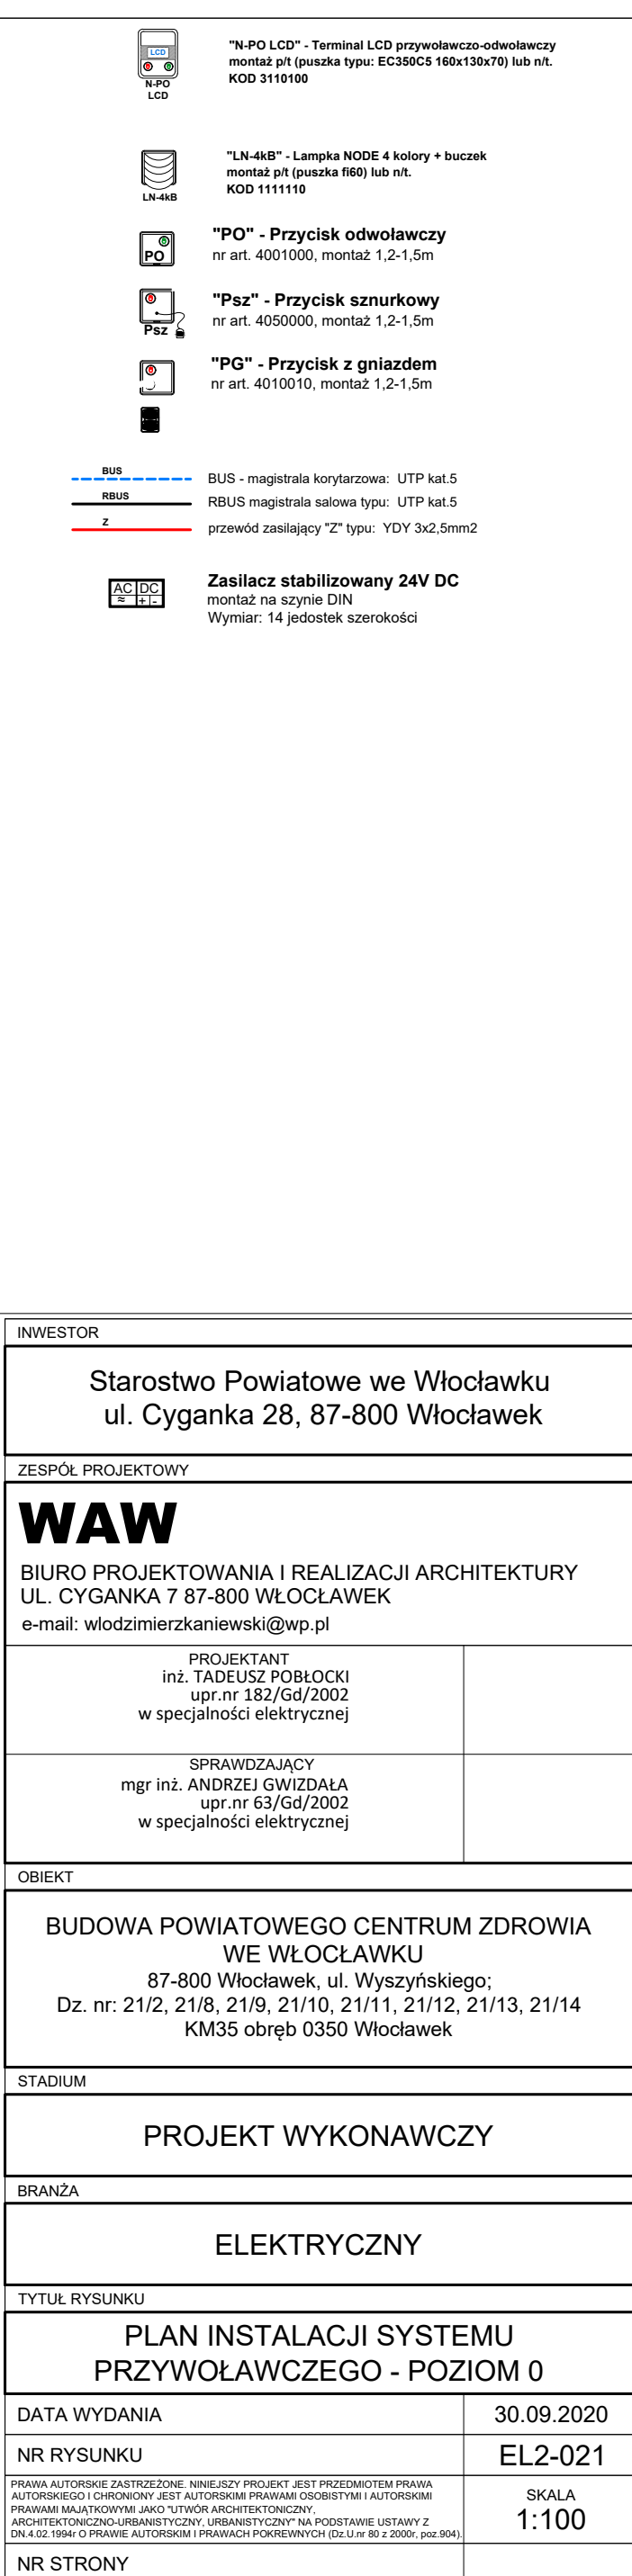 LCD
N-PO
LCD
"N-PO LCD" - Terminal LCD przywoławczo-odwoławczy
montaż p/t (puszka typu: EC350C5 160x130x70) lub n/t.
KOD 3110100
LN-4kB
"LN-4kB" - Lampka NODE 4 kolory + buczek
montaż p/t (puszka fi60) lub n/t.
KOD 1111110
PO
"PO" - Przycisk odwoławczy
nr art. 4001000, montaż 1,2-1,5m
Psz
"Psz" - Przycisk sznurkowy
nr art. 4050000, montaż 1,2-1,5m
"PG" - Przycisk z gniazdem
nr art. 4010010, montaż 1,2-1,5m
BUS
BUS - magistrala korytarzowa: UTP kat.5
RBUS
RBUS magistrala salowa typu: UTP kat.5
Z
przewód zasilający "Z" typu: YDY 3x2,5mm2
AC DC
≈ + -
Zasilacz stabilizowany 24V DC
montaż na szynie DIN
Wymiar: 14 jedostek szerokości
INWESTOR
Starostwo Powiatowe we Włocławku
ul. Cyganka 28, 87-800 Włocławek
ZESPÓŁ PROJEKTOWY
WAW
BIURO PROJEKTOWANIA I REALIZACJI ARCHITEKTURY
UL. CYGANKA 7 87-800 WŁOCŁAWEK
e-mail: wlodzimierzkaniewski@wp.pl
PROJEKTANT
inż. TADEUSZ POBŁOCKI
upr.nr 182/Gd/2002
w specjalności elektrycznej
SPRAWDZAJĄCY
mgr inż. ANDRZEJ GWIZDAŁA
upr.nr 63/Gd/2002
w specjalności elektrycznej
OBIEKT
BUDOWA POWIATOWEGO CENTRUM ZDROWIA
WE WŁOCŁAWKU
87-800 Włocławek, ul. Wyszyńskiego;
Dz. nr: 21/2, 21/8, 21/9, 21/10, 21/11, 21/12, 21/13, 21/14
KM35 obręb 0350 Włocławek
STADIUM
PROJEKT WYKONAWCZY
BRANŻA
ELEKTRYCZNY
TYTUŁ RYSUNKU
PLAN INSTALACJI SYSTEMU
PRZYWOŁAWCZEGO - POZIOM 0
DATA WYDANIA
30.09.2020
NR RYSUNKU
EL2-021
PRAWA AUTORSKIE ZASTRZEŻONE. NINIEJSZY PROJEKT JEST PRZEDMIOTEM PRAWA
AUTORSKIEGO I CHRONIONY JEST AUTORSKIMI PRAWAMI OSOBISTYMI I AUTORSKIMI
PRAWAMI MAJĄTKOWYMI JAKO "UTWÓR ARCHITEKTONICZNY,
ARCHITEKTONICZNO-URBANISTYCZNY, URBANISTYCZNY" NA PODSTAWIE USTAWY Z
DN.4.02.1994r O PRAWIE AUTORSKIM I PRAWACH POKREWNYCH (Dz.U.nr 80 z 2000r, poz.904).
SKALA
1:100
NR STRONY